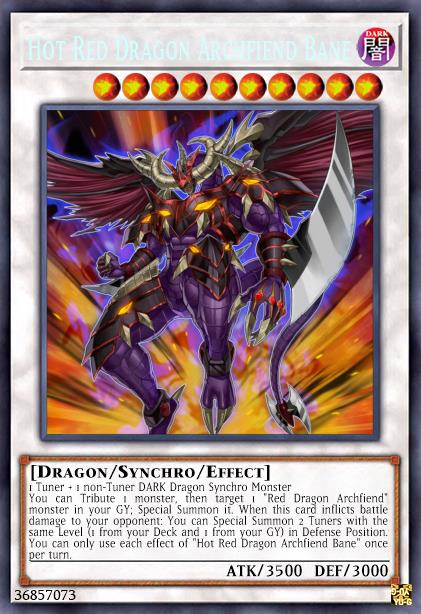 Hot Red Dragon Archfiend Bane
DARK
闇
[Dragon/Synchro/Effect]
1 Tuner + 1 non-Tuner DARK Dragon Synchro Monster
You can Tribute 1 monster, then target 1 "Red Dragon Archfiend"
monster in your GY; Special Summon it. When this card inflicts battle
damage to your opponent: You can Special Summon 2 Tuners with the
same Level (1 from your Deck and 1 from your GY) in Defense Position.
You can only use each effect of "Hot Red Dragon Archfiend Bane" once
per turn.
ATK/3500 DEF/3000
36857073